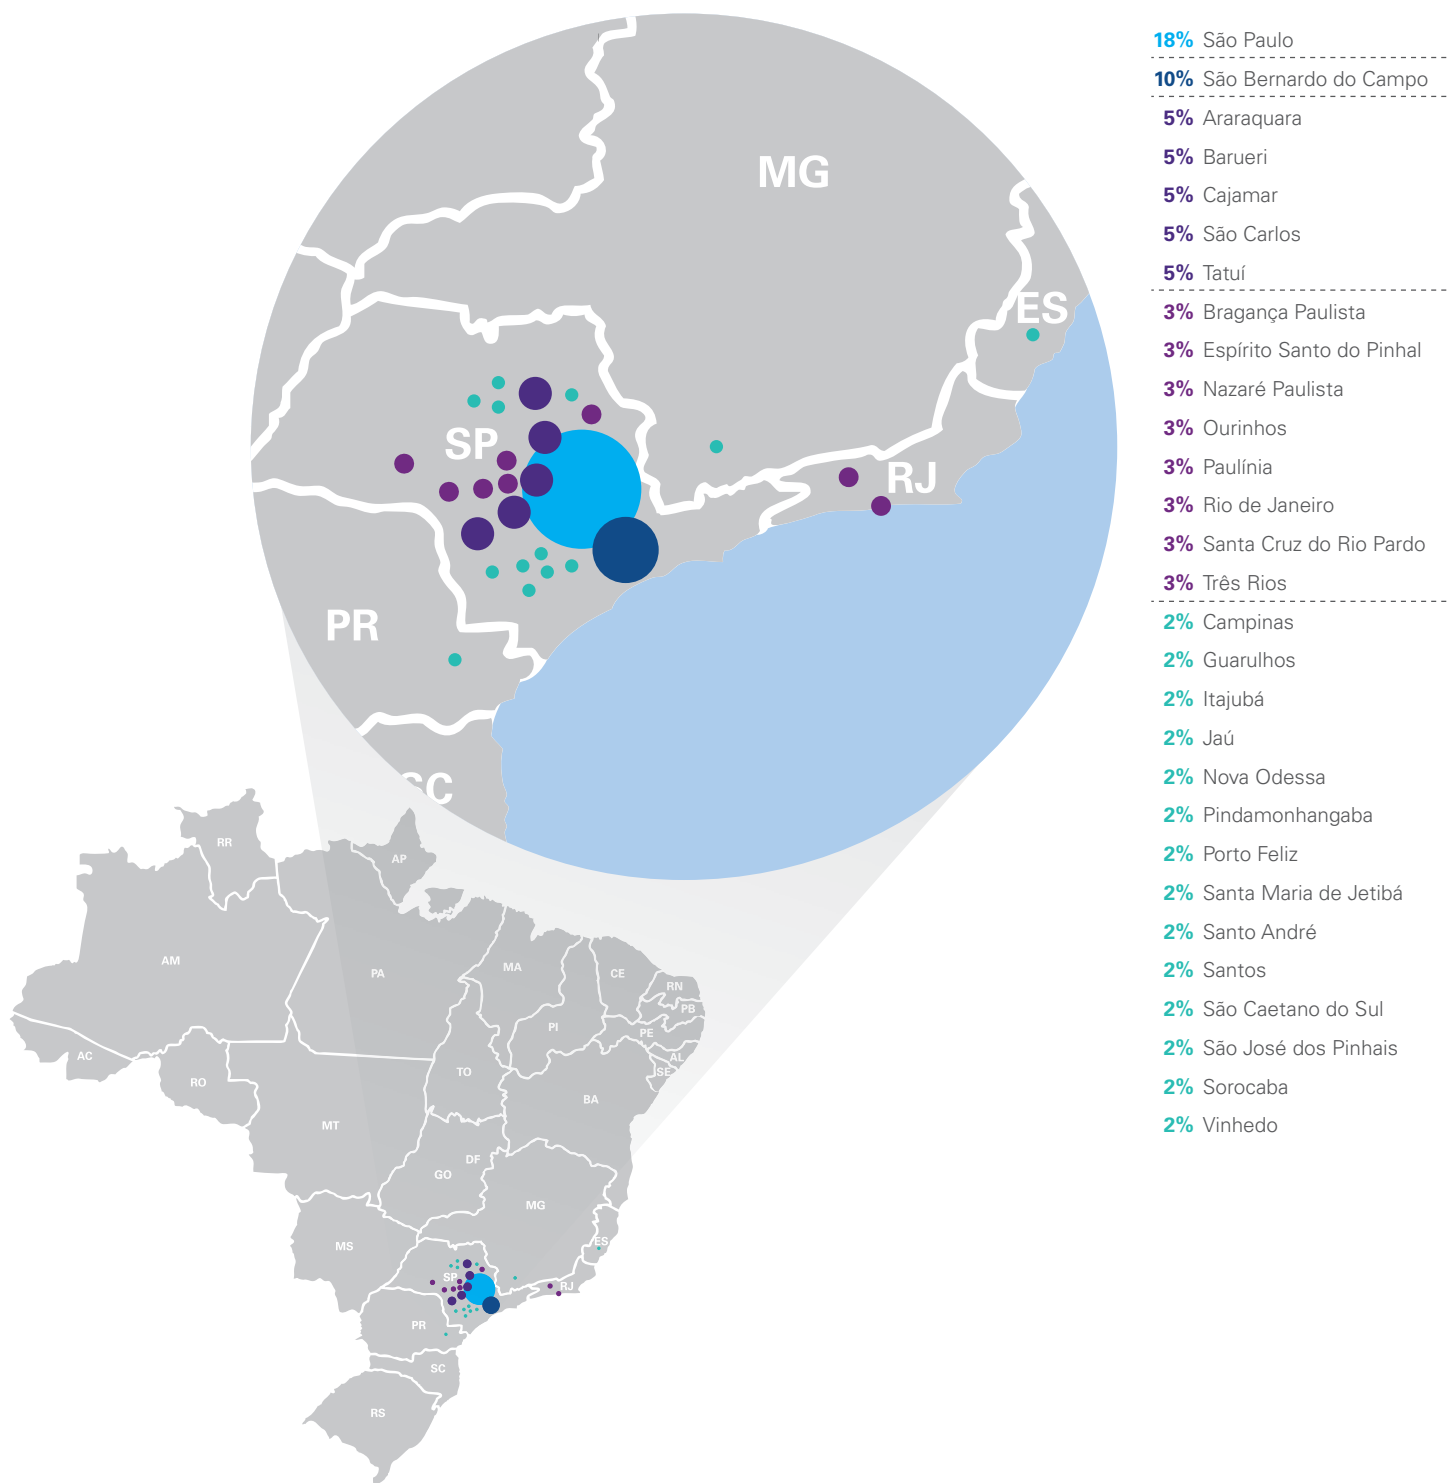 18% São Paulo
10% São Bernardo do Campo
5% Araraquara
5% Barueri
5% Cajamar
5% São Carlos
5% Tatuí
3% Bragança Paulista
3% Espírito Santo do Pinhal
3% Nazaré Paulista
3% Ourinhos
3% Paulínia
3% Rio de Janeiro
3% Santa Cruz do Rio Pardo
3% Três Rios
2% Campinas
2% Guarulhos
2% Itajubá
2% Jaú
2% Nova Odessa
2% Pindamonhangaba
2% Porto Feliz
2% Santa Maria de Jetibá
2% Santo André
2% Santos
2% São Caetano do Sul
2% São José dos Pinhais
2% Sorocaba
2% Vinhedo
MG
ES
SP
RJ
PR
SC
RR
AP
AM
PA
MA
CE
RN
PB
PI
PE
AL
SE
AC
RO
TO
BA
MT
DF
GO
MG
MS
ES
SP
RJ
PR
SC
RS